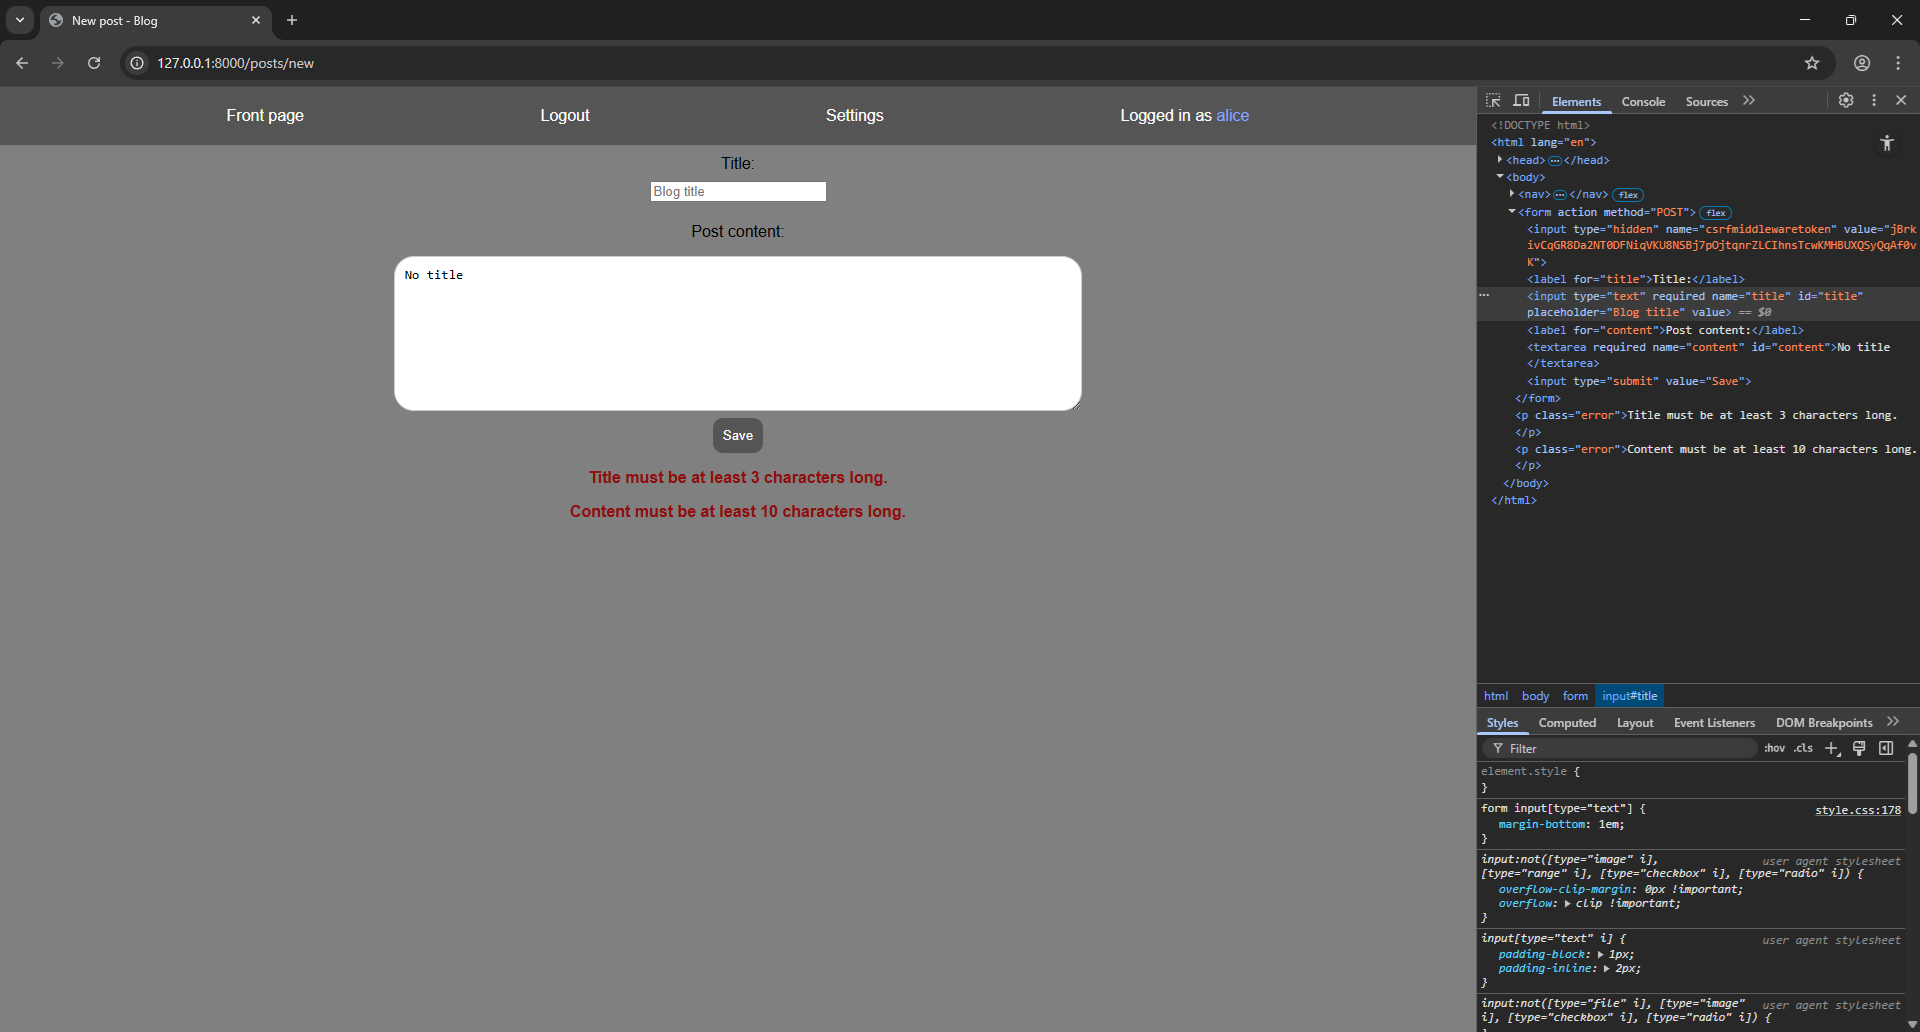 New post - Blog
127.0.0.1:8000/posts/new
Front page
Logout
Settings
Logged in as alice
Title:
Blog title
Post content:
No title
Save
Title must be at least 3 characters long.
Content must be at least 10 characters long.
Elements
Console
Sources
<!DOCTYPE html>
<html lang="en">
<head> ⋯ </head>
<body>
<nav> ⋯ </nav> flex
<form action method="POST"> flex
<input type="hidden" name="csrfmiddlewaretoken" value="jBrk
ivCqGR8Da2NT0DFNiqVKU8NSBj7pOjtqnrZLCIhnsTcwKMHBUXQSyQqAf0v
K">
<label for="title">Title:</label>
<input type="text" required name="title" id="title"
placeholder="Blog title" value> == $0
<label for="content">Post content:</label>
<textarea required name="content" id="content">No title
</textarea>
<input type="submit" value="Save">
</form>
<p class="error">Title must be at least 3 characters long.
</p>
<p class="error">Content must be at least 10 characters long.
</p>
</body>
</html>
html body form input#title
Styles
Computed
Layout
Event Listeners
DOM Breakpoints
Filter
:hov .cls
element.style {
}
form input[type="text"] { style.css:178
margin-bottom: 1em;
}
input:not([type="image" i], user agent stylesheet
[type="range" i], [type="checkbox" i], [type="radio" i]) {
overflow-clip-margin: 0px !important;
overflow: clip !important;
}
input[type="text" i] { user agent stylesheet
padding-block: 1px;
padding-inline: 2px;
}
input:not([type="file" i], [type="image" user agent stylesheet
i], [type="checkbox" i], [type="radio" i]) {